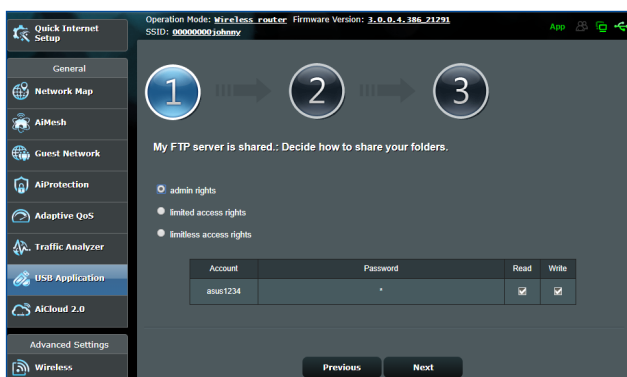 Quick Internet
Setup
Operation Mode: Wireless router Firmware Version: 3.0.0.4.386_21291
SSID: 00000000johnny
App
General
Network Map
AiMesh
Guest Network
AiProtection
Adaptive QoS
Traffic Analyzer
USB Application
AiCloud 2.0
Advanced Settings
Wireless
1 2 3
My FTP server is shared.: Decide how to share your folders.
admin rights
limited access rights
limitless access rights
Account Password Read Write
asus1234 *
Previous Next